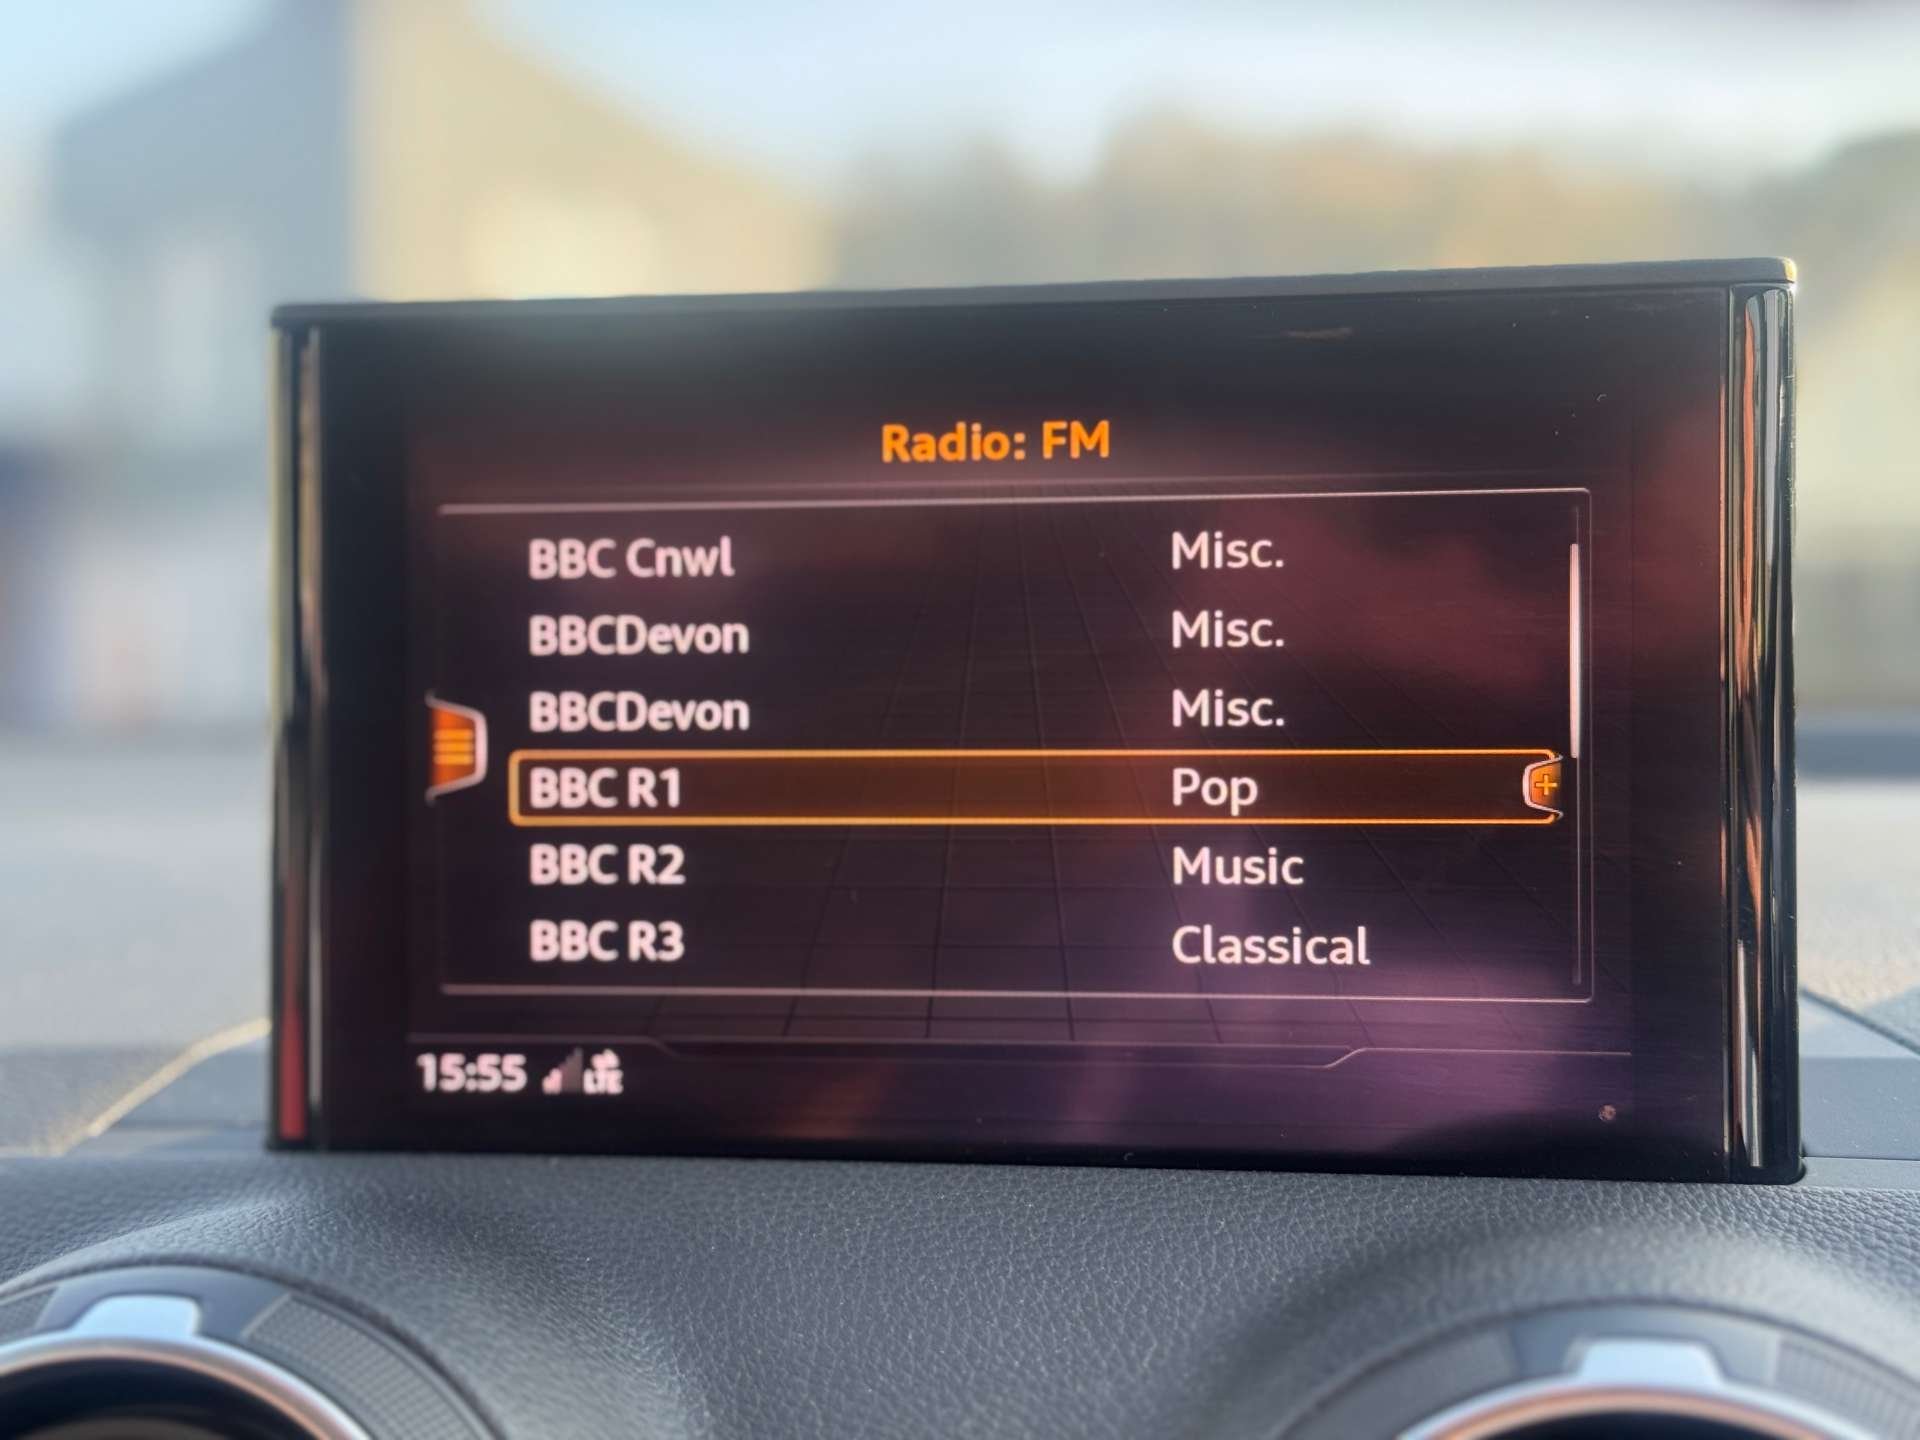 Radio: FM
BBC Cnwl Misc.
BBCDevon Misc.
BBCDevon Misc.
BBC R1 Pop
BBC R2 Music
BBC R3 Classical
15:55 LTE